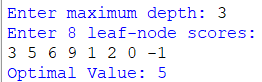 Enter maximum depth: 3
Enter 8 leaf-node scores:
3 5 6 9 1 2 0 -1
Optimal Value: 5